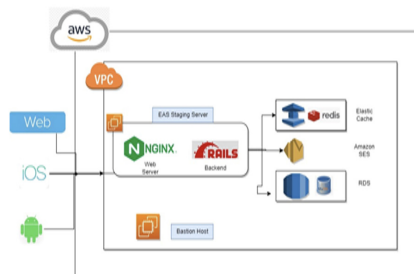 aws
VPC
EAS Staging Server
Web
NGINX
Web
Server
RAILS
Backend
redis
Elastic
Cache
Amazon
SES
iOS
RDS
Bastion Host